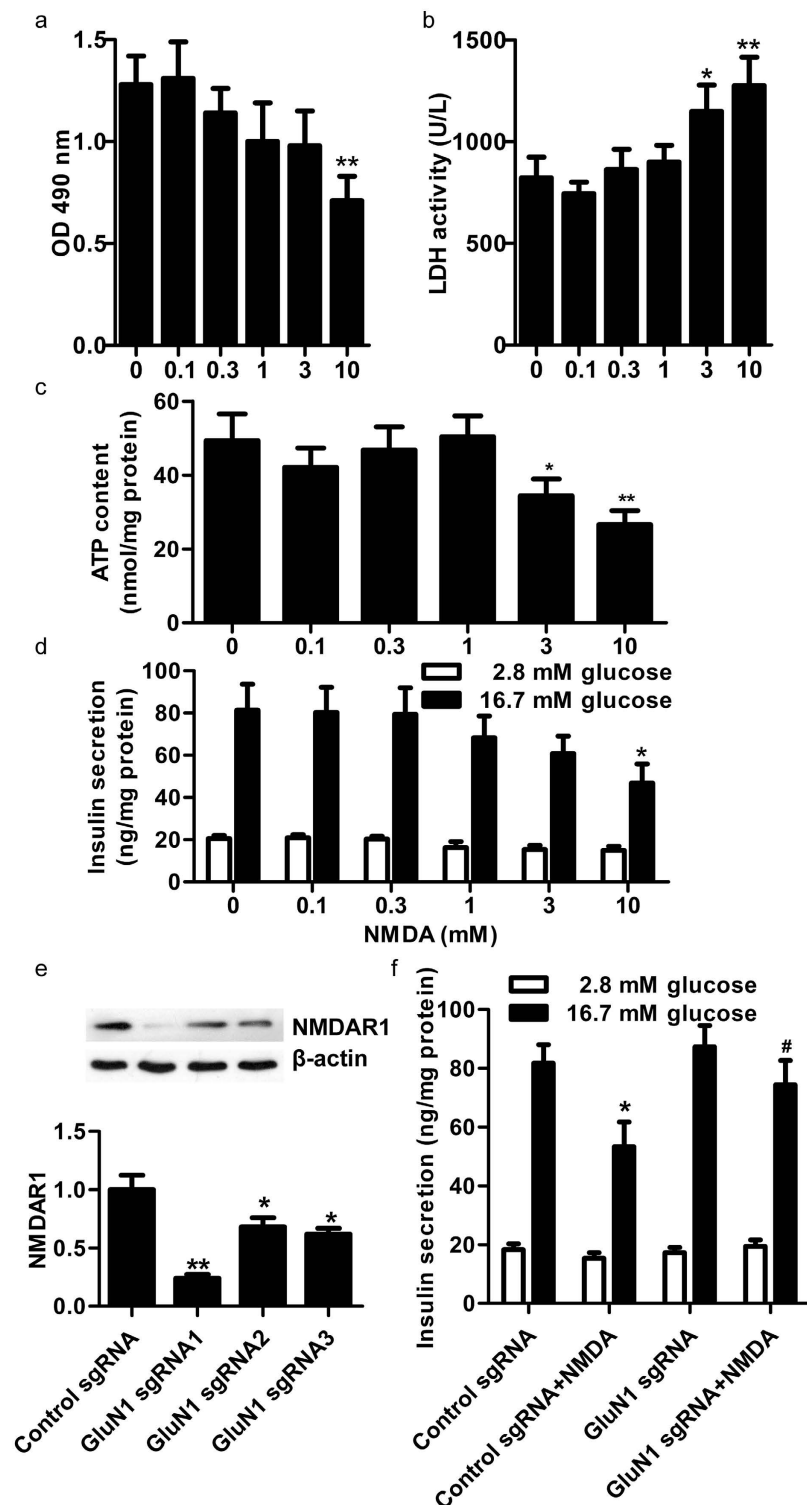 a
OD 490 nm
1.5
1.0
0.5
0.0
**
0 0.1 0.3 1 3 10
b
LDH activity (U/L)
1500
1000
500
0
* **
0 0.1 0.3 1 3 10
c
ATP content
(nmol/mg protein)
60
40
20
0
* **
0 0.1 0.3 1 3 10
d
Insulin secretion
(ng/mg protein)
100
80
60
40
20
0
2.8 mM glucose
16.7 mM glucose
*
0 0.1 0.3 1 3 10
NMDA (mM)
e
NMDAR1
β-actin
NMDAR1
1.5
1.0
0.5
0.0
** * *
Control sgRNA
GluN1 sgRNA1
GluN1 sgRNA2
GluN1 sgRNA3
f
2.8 mM glucose
16.7 mM glucose
Insulin secretion (ng/mg protein)
100
80
60
40
20
0
* #
Control sgRNA
Control sgRNA+NMDA
GluN1 sgRNA
GluN1 sgRNA+NMDA